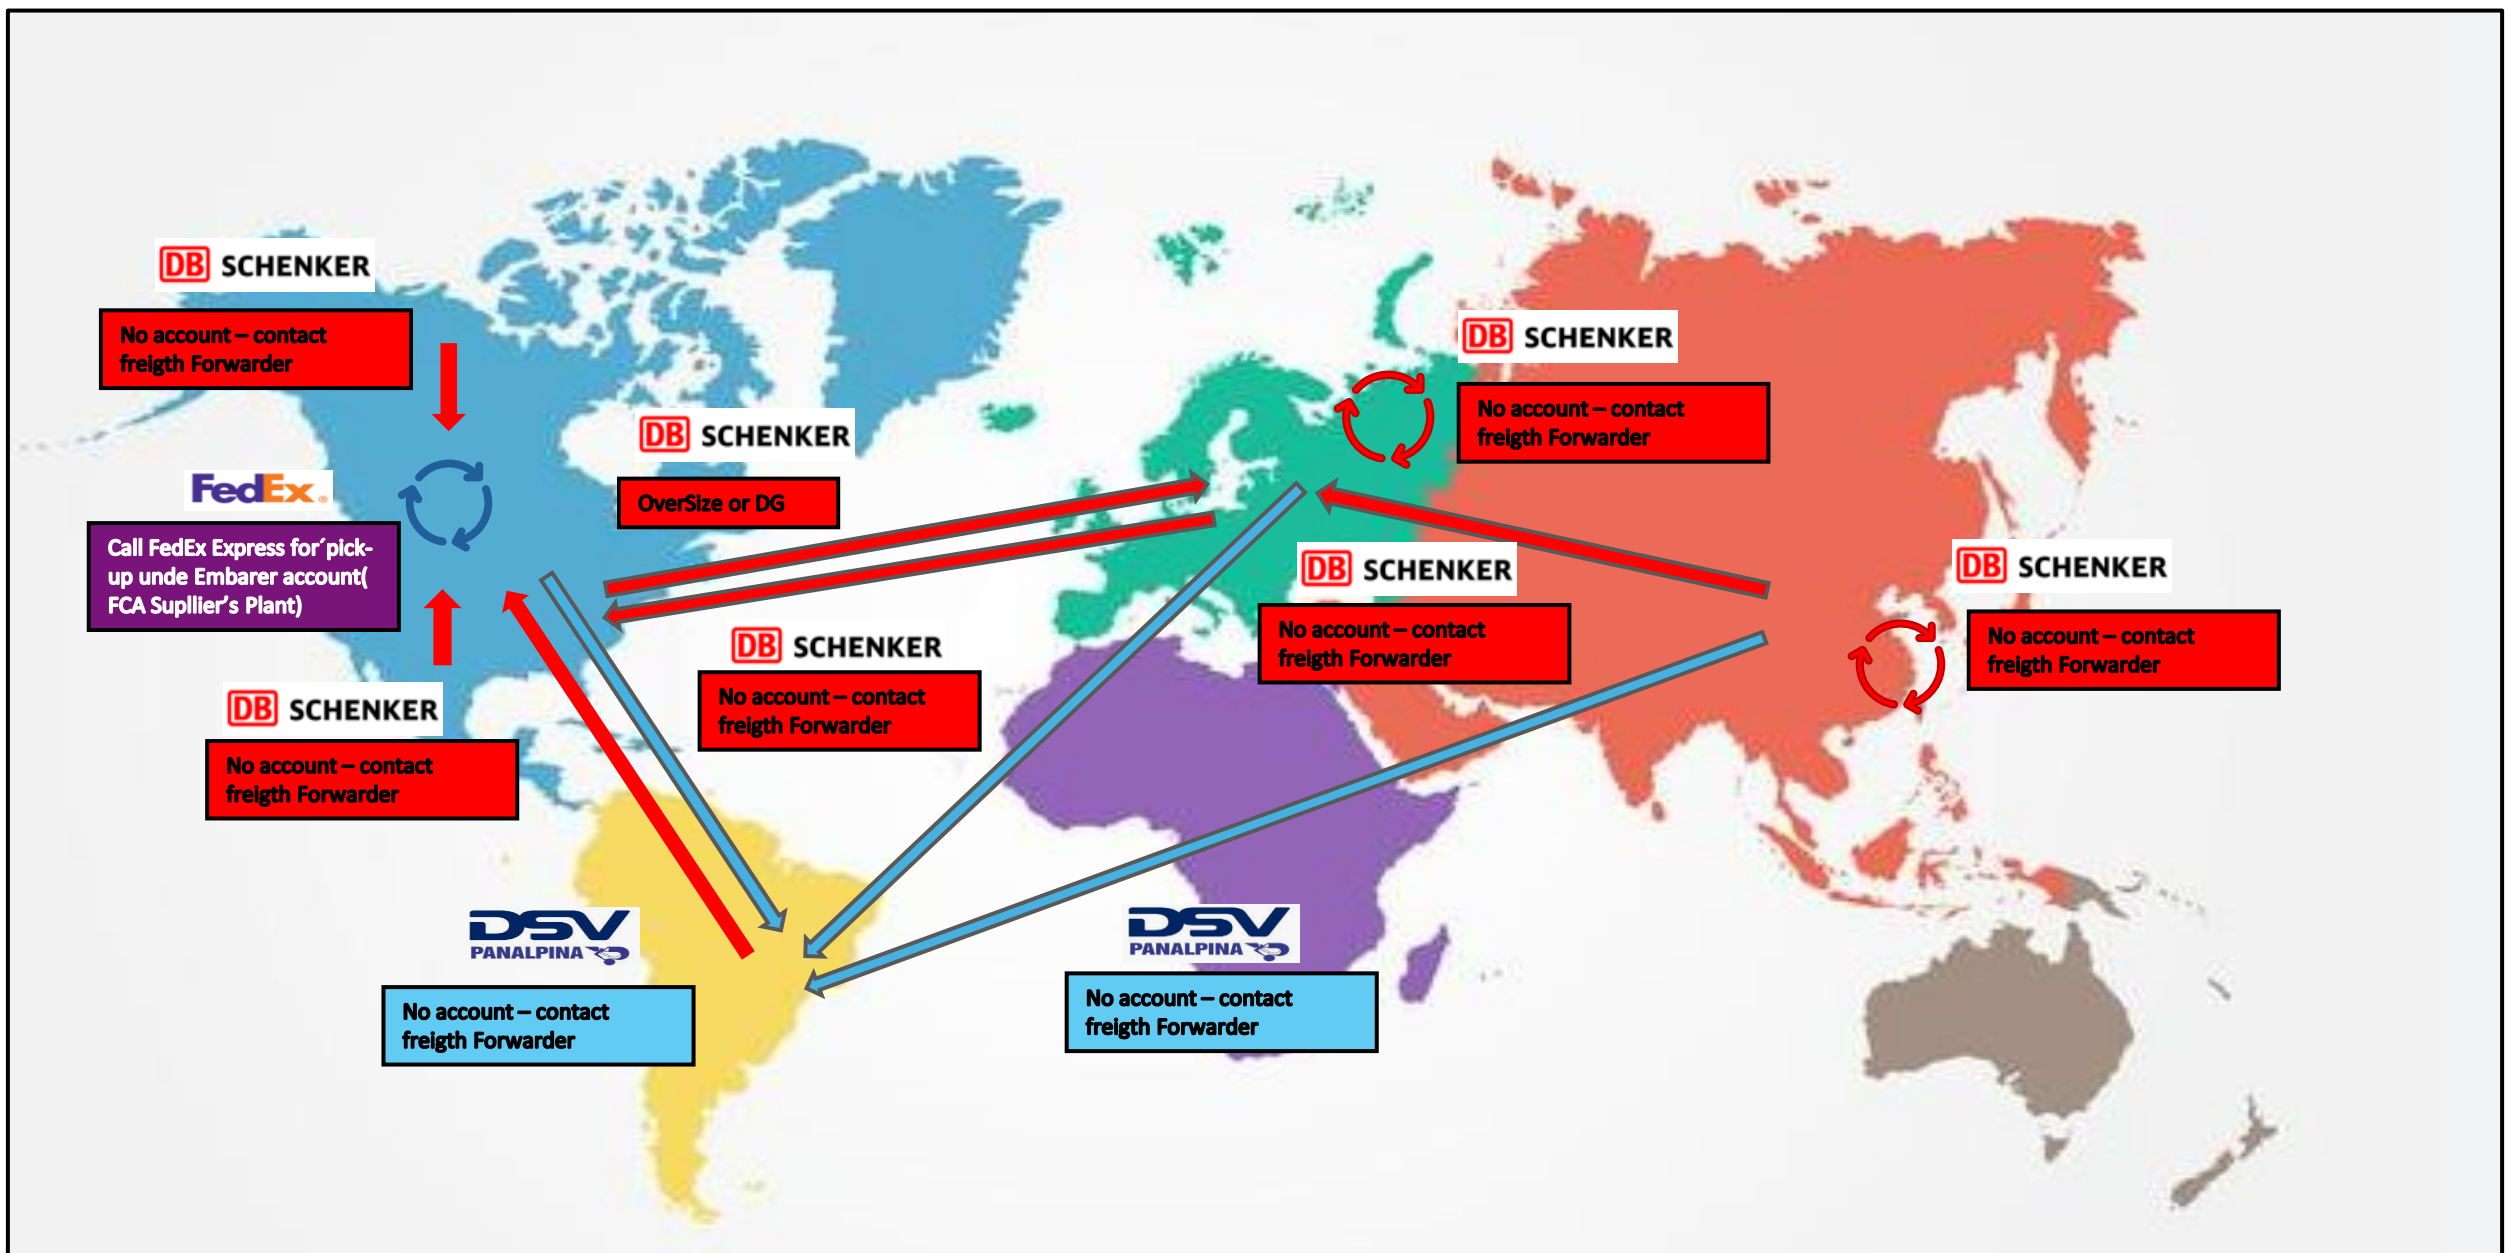 DB SCHENKER
No account – contact
freigth Forwarder
DB SCHENKER
No account – contact
freigth Forwarder
DB SCHENKER
OverSize or DG
FedEx®
Call FedEx Express for´pick-
up unde Embarer account(
FCA Supllier's Plant)
DB SCHENKER
No account – contact
freigth Forwarder
DB SCHENKER
No account – contact
freigth Forwarder
DB SCHENKER
No account – contact
freigth Forwarder
DB SCHENKER
No account – contact
freigth Forwarder
DSV
PANALPINA
No account – contact
freigth Forwarder
DSV
PANALPINA
No account – contact
freigth Forwarder